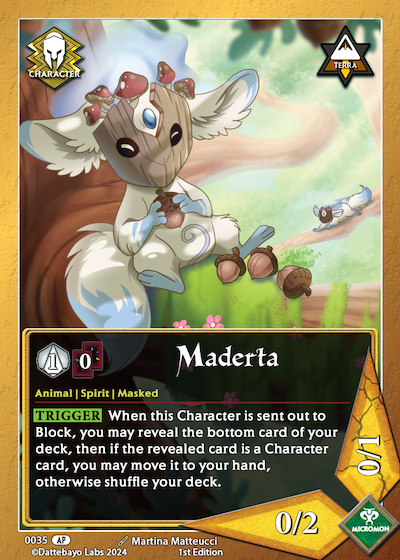 CHARACTER
TERRA
1 0 Maderta
Animal | Spirit | Masked
TRIGGER When this Character is sent out to
Block, you may reveal the bottom card of your
deck, then if the revealed card is a Character
card, you may move it to your hand,
otherwise shuffle your deck.
0/1
0/2
MICROMON
0035 AP Martina Matteucci
©Dattebayo Labs 2024 1st Edition